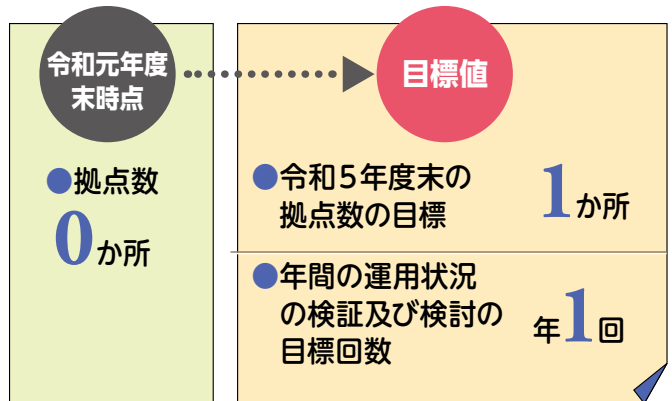 令和元年度
末時点
目標値
●拠点数
0か所
●令和5年度末の
拠点数の目標
1か所
●年間の運用状況
の検証及び検討の
目標回数
年1回